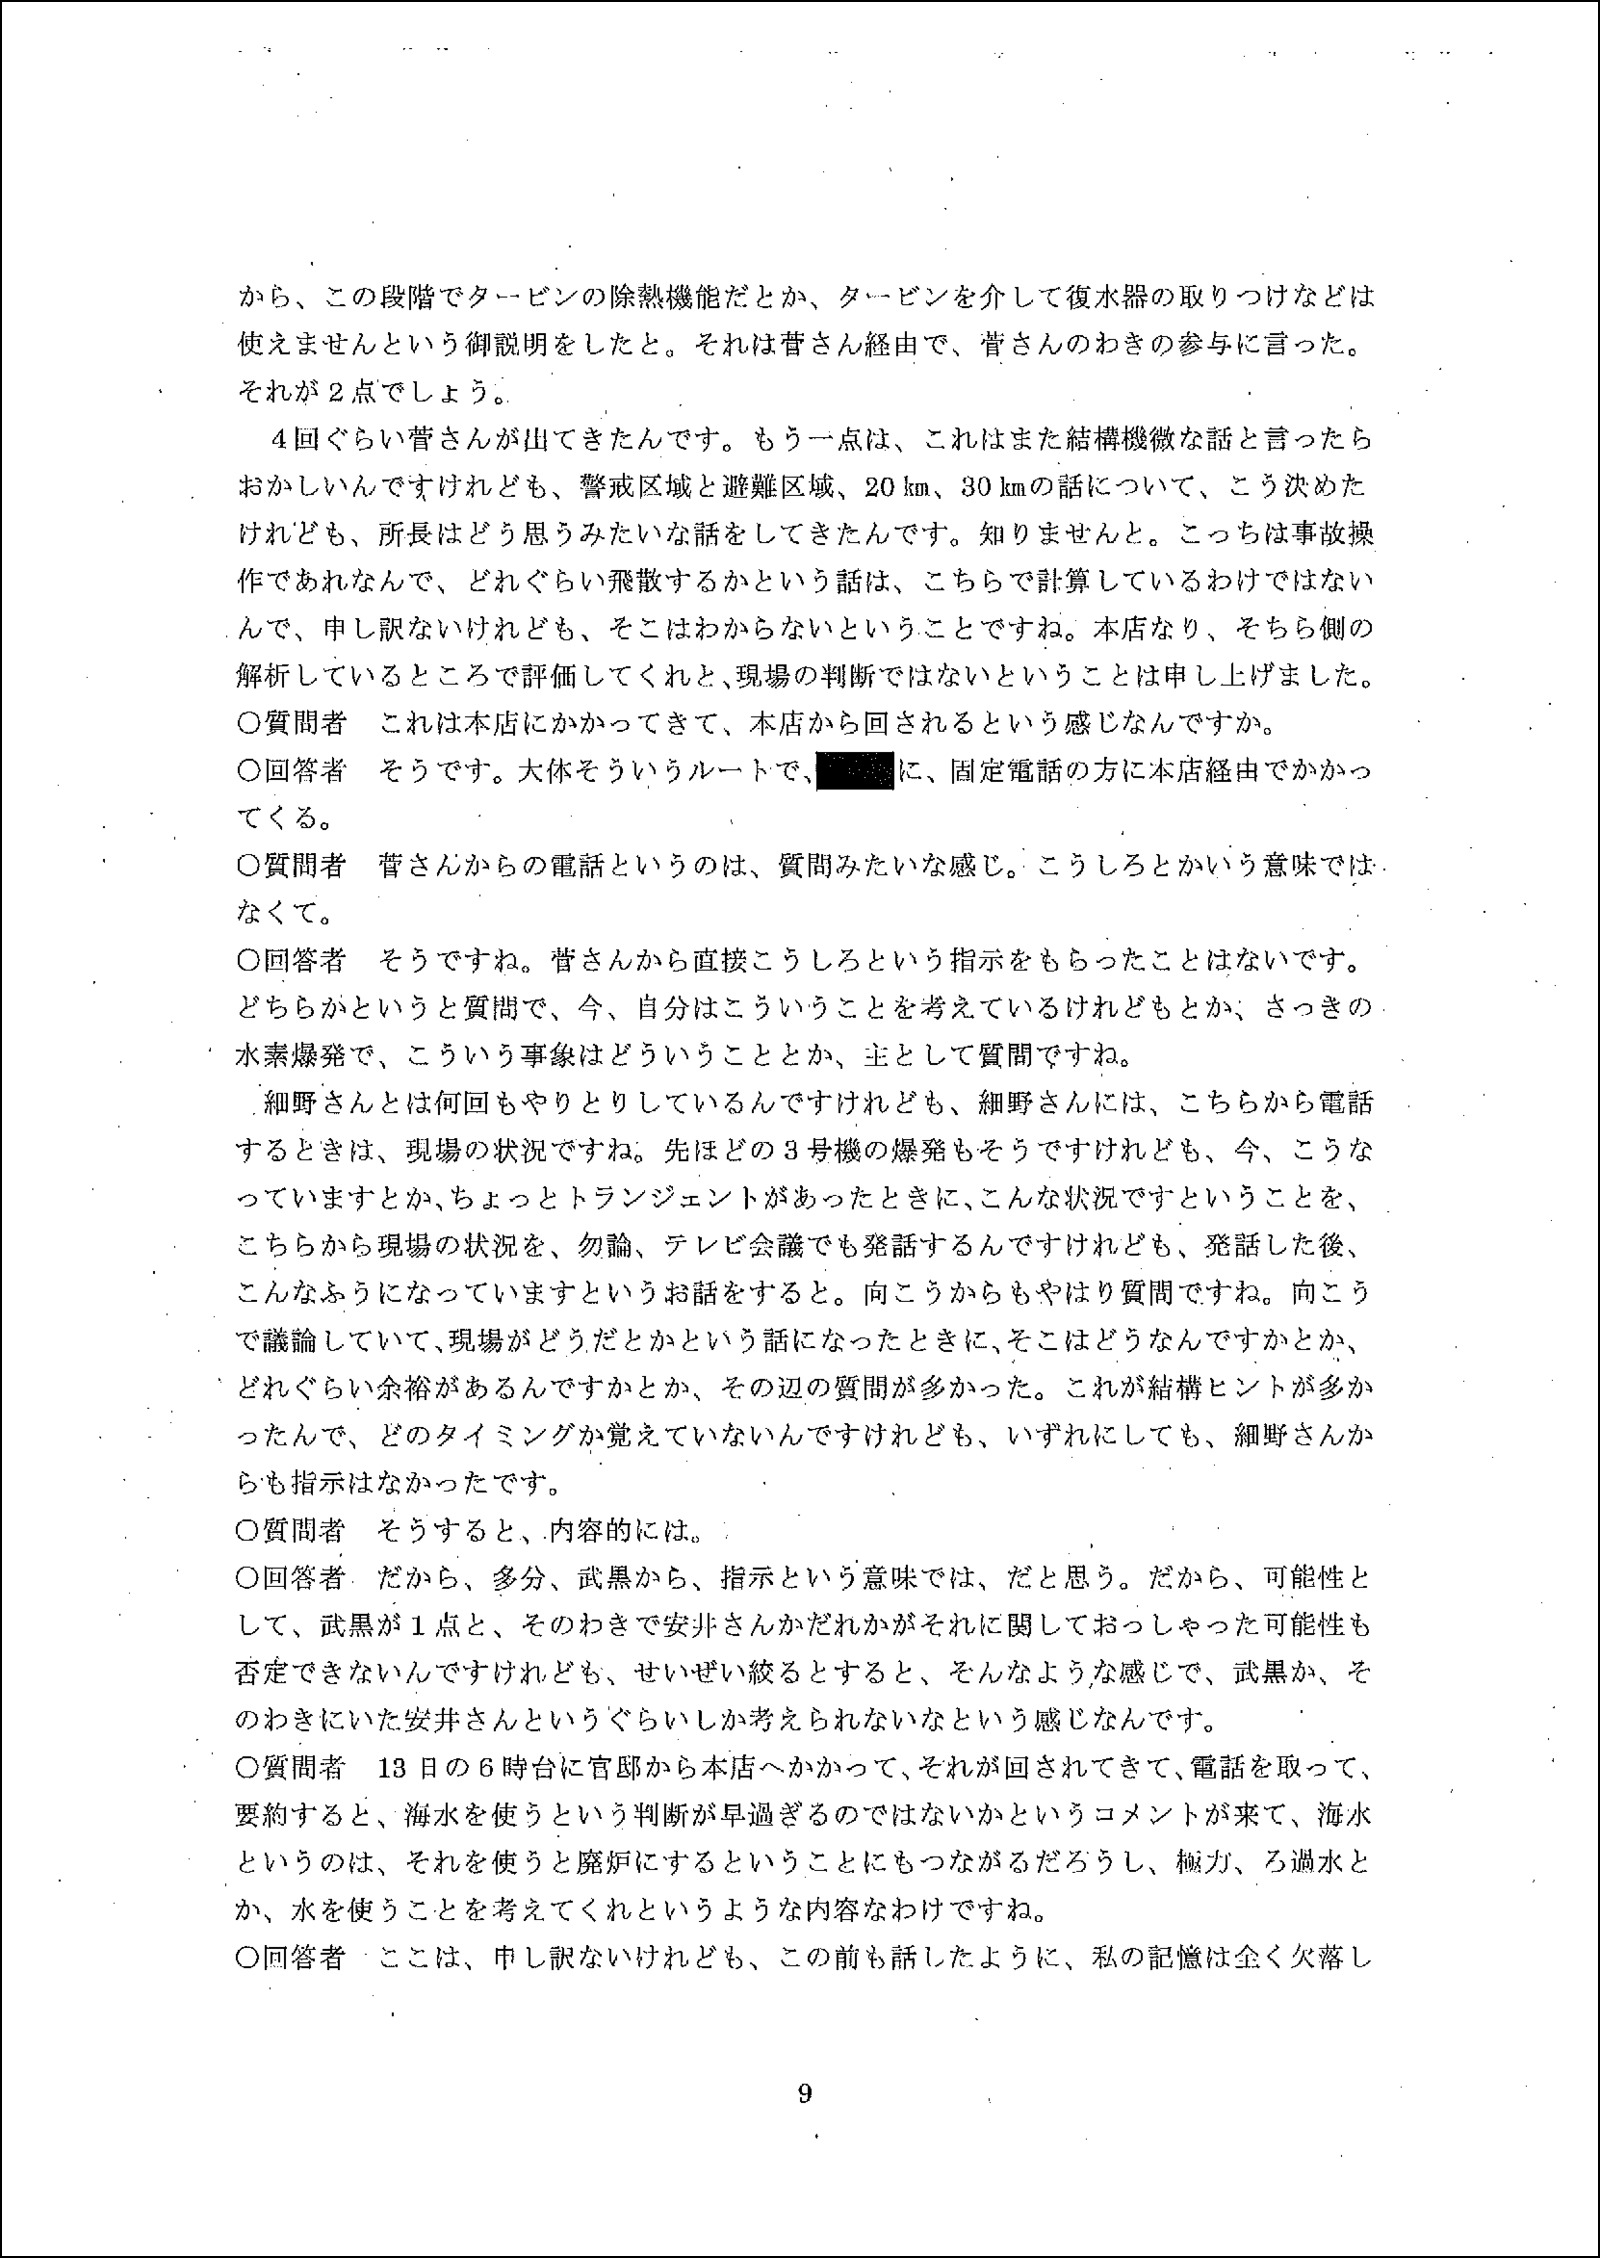 から、この段階でタービンの除熱機能だとか、タービンを介して復水器の取りつけなどは
使えませんという御説明をしたと。それは菅さん経由で、菅さんのわきの参与に言った。
それが２点でしょう。
　４回ぐらい菅さんが出てきたんです。もう一点は、これはまた結構機微な話と言ったら
おかしいんですけれども、警戒区域と避難区域、20㎞、30㎞の話について、こう決めた
けれども、所長はどう思うみたいな話をしてきたんです。知りませんと。こっちは事故操
作であれなんで、どれぐらい飛散するかという話は、こちらで計算しているわけではない
んで、申し訳ないけれども、そこはわからないということですね。本店なり、そちら側の
解析しているところで評価してくれと、現場の判断ではないということは申し上げました。
○質問者　これは本店にかかってきて、本店から回されるという感じなんですか。
○回答者　そうです。大体そういうルートで、に、固定電話の方に本店経由でかかっ
てくる。
○質問者　菅さんからの電話というのは、質問みたいな感じ。こうしろとかいう意味では
なくて。
○回答者　そうですね。菅さんから直接こうしろという指示をもらったことはないです。
どちらかというと質問で、今、自分はこういうことを考えているけれどもとか、さっきの
水素爆発で、こういう事象はどういうこととか、主として質問ですね。
　細野さんとは何回もやりとりしているんですけれども、細野さんには、こちらから電話
するときは、現場の状況ですね。先ほどの３号機の爆発もそうですけれども、今、こうな
っていますとか、ちょっとトランジェントがあったときに、こんな状況ですということを、
こちらから現場の状況を、勿論、テレビ会議でも発話するんですけれども、発話した後、
こんなふうになっていますというお話をすると。向こうからもやはり質問ですね。向こう
で議論していて、現場がどうだとかという話になったときに、そこはどうなんですかとか、
どれぐらい余裕があるんですかとか、その辺の質問が多かった。これが結構ヒントが多か
ったんで、どのタイミングか覚えていないんですけれども、いずれにしても、細野さんか
らも指示はなかったです。
○質問者　そうすると、内容的には。
○回答者　だから、多分、武黒から、指示という意味では、だと思う。だから、可能性と
して、武黒が１点と、そのわきで安井さんかだれかがそれに関しておっしゃった可能性も
否定できないんですけれども、せいぜい絞るとすると、そんなような感じで、武黒か、そ
のわきにいた安井さんというぐらいしか考えられないなという感じなんです。
○質問者　13 日の６時台に官邸から本店へかかって、それが回されてきて、電話を取って、
要約すると、海水を使うという判断が早過ぎるのではないかというコメントが来て、海水
というのは、それを使うと廃炉にするということにもつながるだろうし、極力、ろ過水と
か、水を使うことを考えてくれというような内容なわけですね。
○回答者　ここは、申し訳ないけれども、この前も話したように、私の記憶は全く欠落し
9